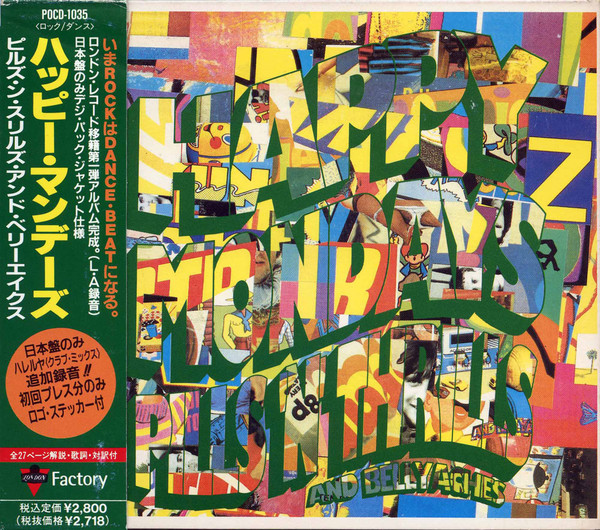 POCD-1035
〈ロック/ダンス〉
いまROCKはDANCE・BEATになる。
ロンドン・レコード移籍第一弾アルバム完成。(L・A録音)
日本盤のみデジ・パック・ジャケット仕様
ハッピー・マンデーズ
ピルズ・ン・スリルズ・アンド・ベリーエイクス
日本盤のみ
ハレルヤ〈クラブ・ミックス〉
追加録音!!
初回プレス分のみ
ロゴ・ステッカー付
全27ページ解説・歌詞・対訳付
LONDON
Factory
税込定価¥2,800
(税抜価格¥2,718)
HAPPY
MONDAYS
PILLS'N'THRILLS
AND BELLYACHES
Z